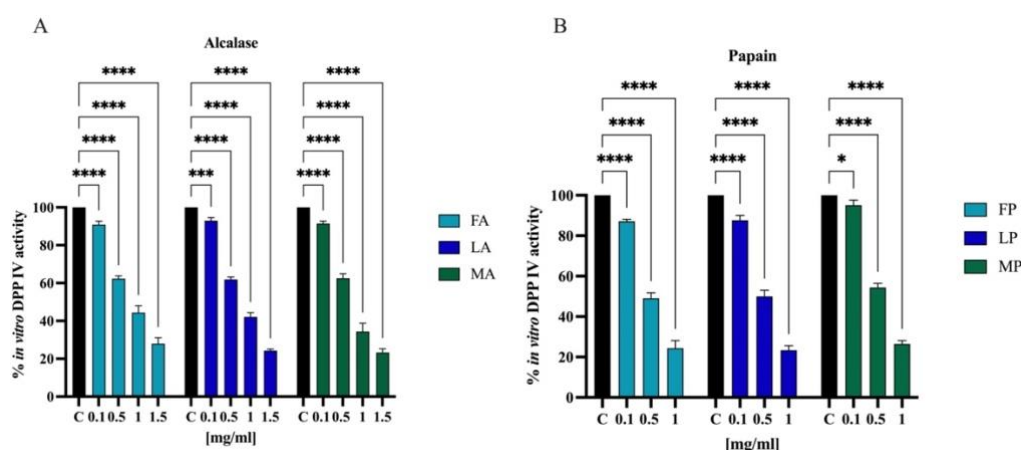 A
Alcalase
**** **** ****
**** **** ****
**** **** ****
**** *** ****
% in vitro DPP IV activity
100
80
60
40
20
0
C 0.1 0.5 1 1.5 C 0.1 0.5 1 1.5 C 0.1 0.5 1 1.5
[mg/ml]
FA
LA
MA
B
Papain
**** **** ****
**** **** ****
**** **** *
% in vitro DPP IV activity
100
80
60
40
20
0
C 0.1 0.5 1 C 0.1 0.5 1 C 0.1 0.5 1
[mg/ml]
FP
LP
MP